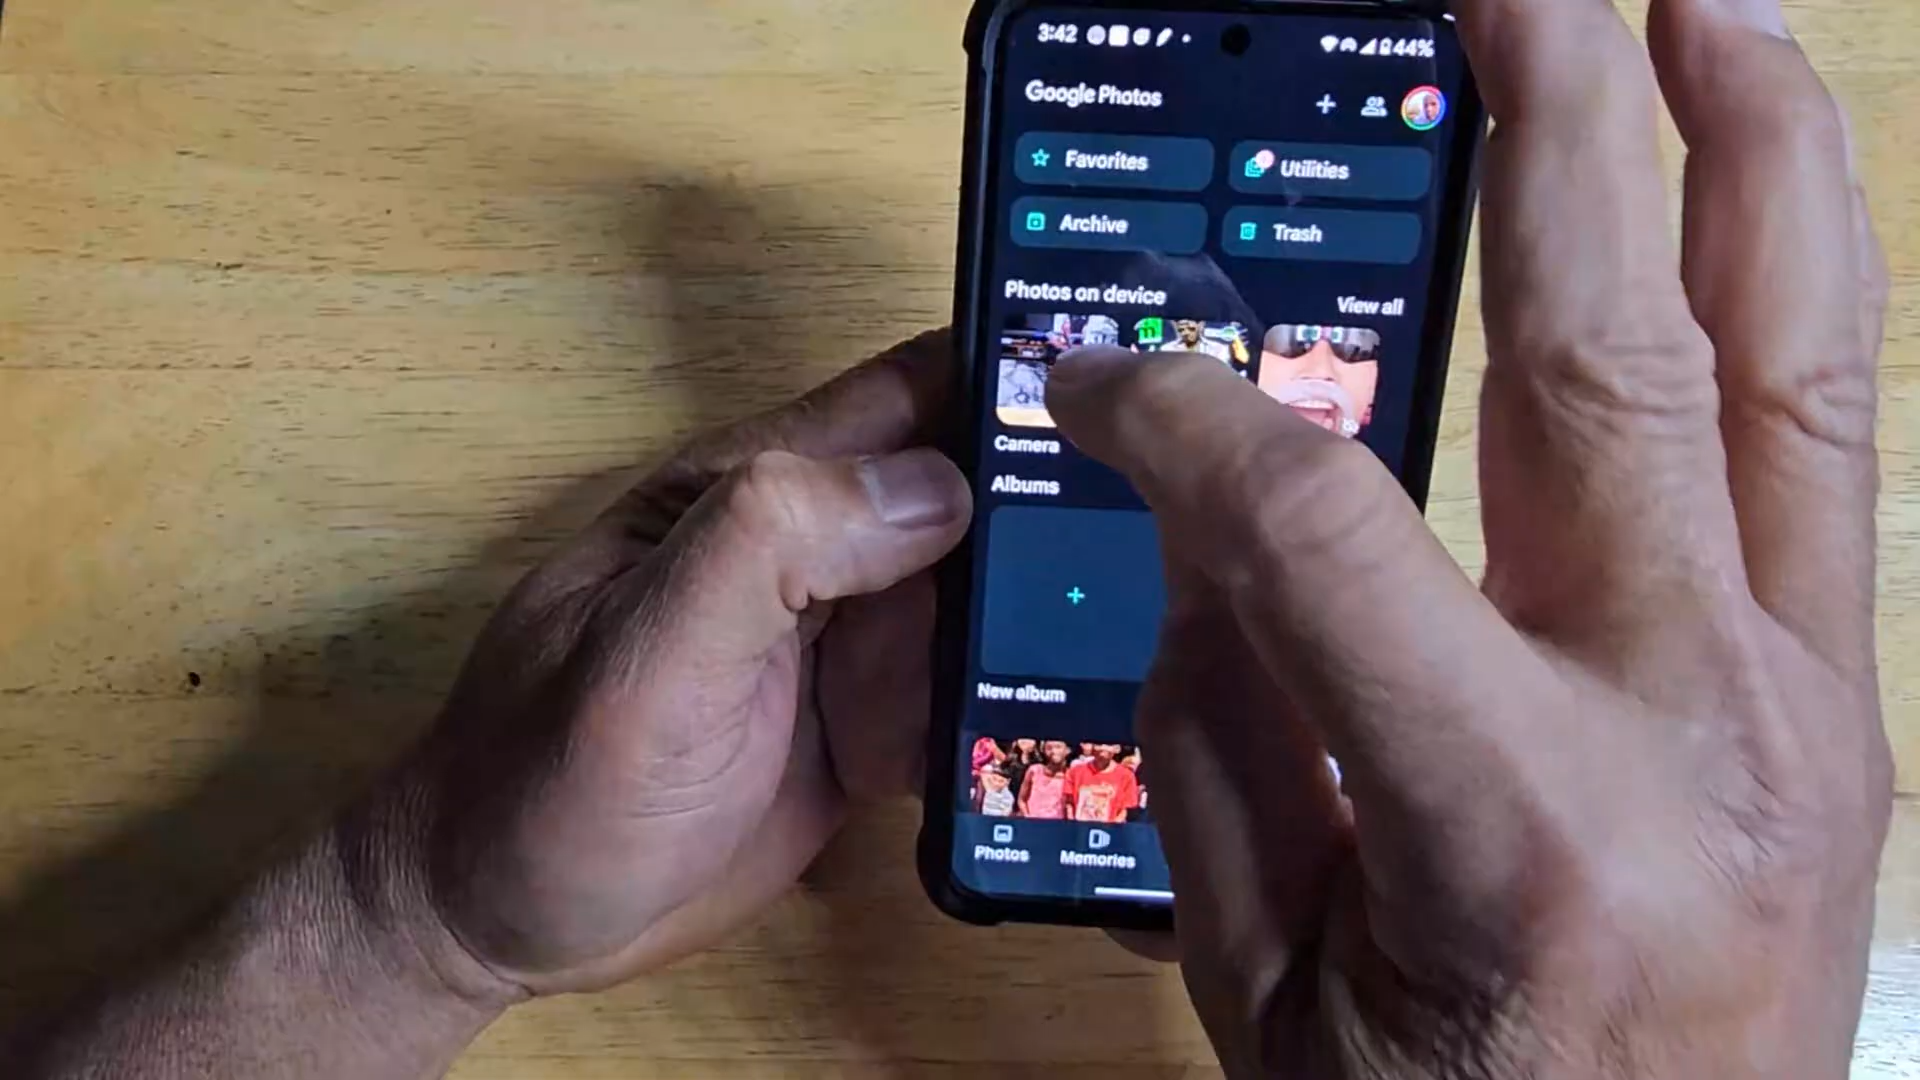 3:42
44%
Google Photos
Favorites
Utilities
Archive
Trash
Photos on device
View all
Camera
Albums
New album
Photos
Memories